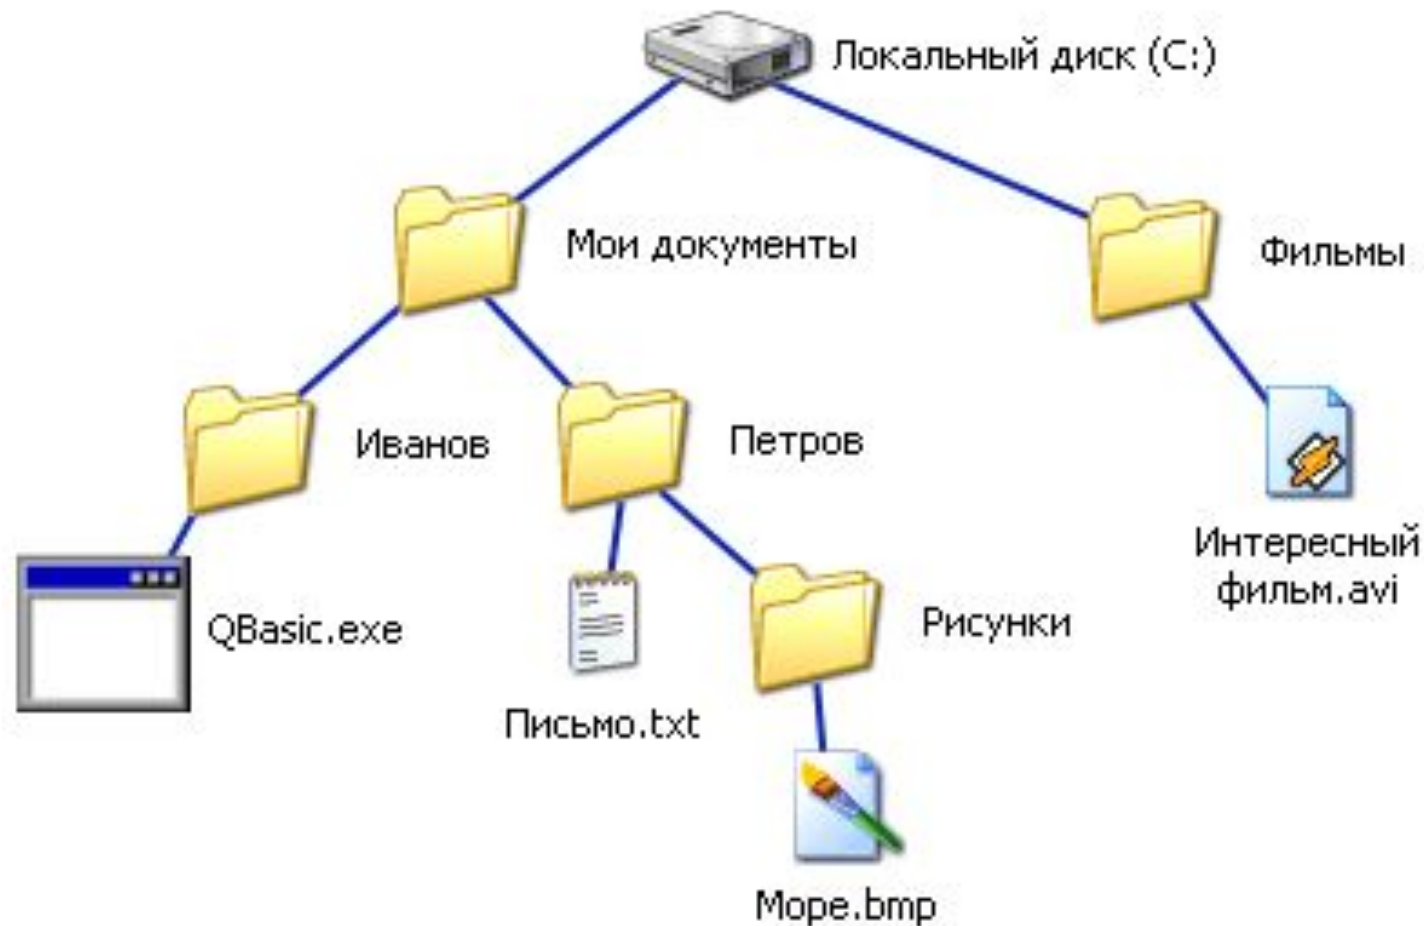 Локальный диск (C:)
Мои документы
Фильмы
Иванов
Петров
Интересный
фильм.avi
QBasic.exe
Рисунки
Письмо.txt
Море.bmp